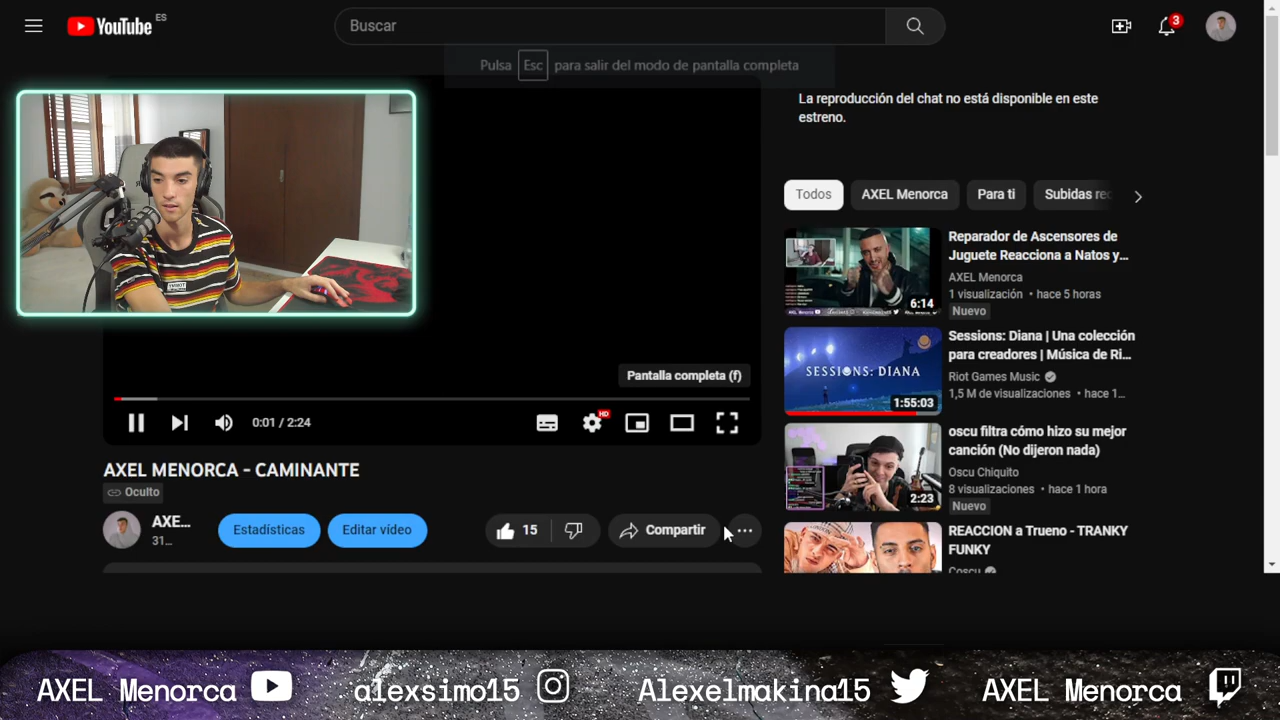 YouTube ES
Buscar
3
Pulsa Esc para salir del modo de pantalla completa
La reproducción del chat no está disponible en este
estreno.
Todos
AXEL Menorca
Para ti
Subidas rec
Reparador de Ascensores de
Juguete Reacciona a Natos y...
AXEL Menorca
1 visualización • hace 5 horas
Nuevo
6:14
Sessions: Diana | Una colección
para creadores | Música de Ri...
Riot Games Music
1,5 M de visualizaciones • hace 1...
SESSIONS: DIANA
1:55:03
oscu filtra cómo hizo su mejor
canción (No dijeron nada)
Oscu Chiquito
8 visualizaciones • hace 1 hora
Nuevo
2:23
REACCION a Trueno - TRANKY
FUNKY
Coscu
Pantalla completa (f)
0:01 / 2:24
HD
AXEL MENORCA - CAMINANTE
Oculto
AXE...
31...
Estadísticas
Editar vídeo
15
Compartir
AXEL Menorca
alexsimo15
Alexelmakina15
AXEL Menorca